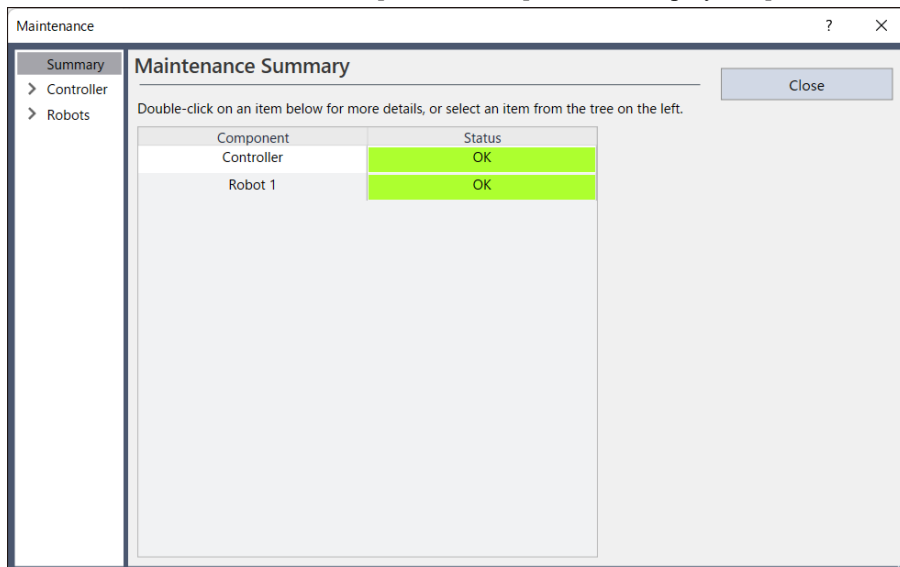 Maintenance
Summary
Controller
Robots
Maintenance Summary
Close
Double-click on an item below for more details, or select an item from the tree on the left.
Component Status
Controller OK
Robot 1 OK